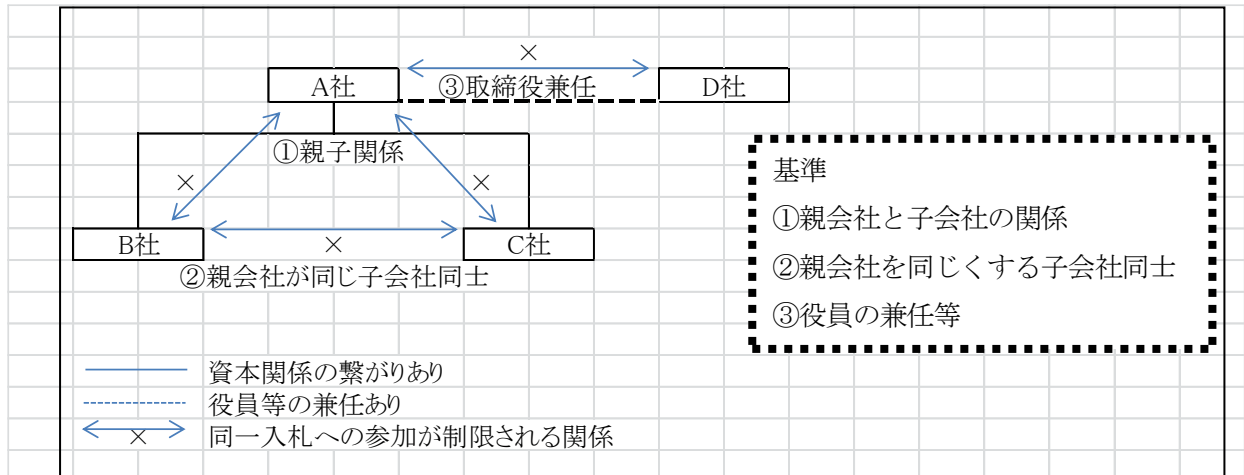 ×
A社
③取締役兼任
D社
①親子関係
×
×
B社
×
C社
②親会社が同じ子会社同士
基準
①親会社と子会社の関係
②親会社を同じくする子会社同士
③役員の兼任等
資本関係の繋がりあり
役員等の兼任あり
× 同一入札への参加が制限される関係